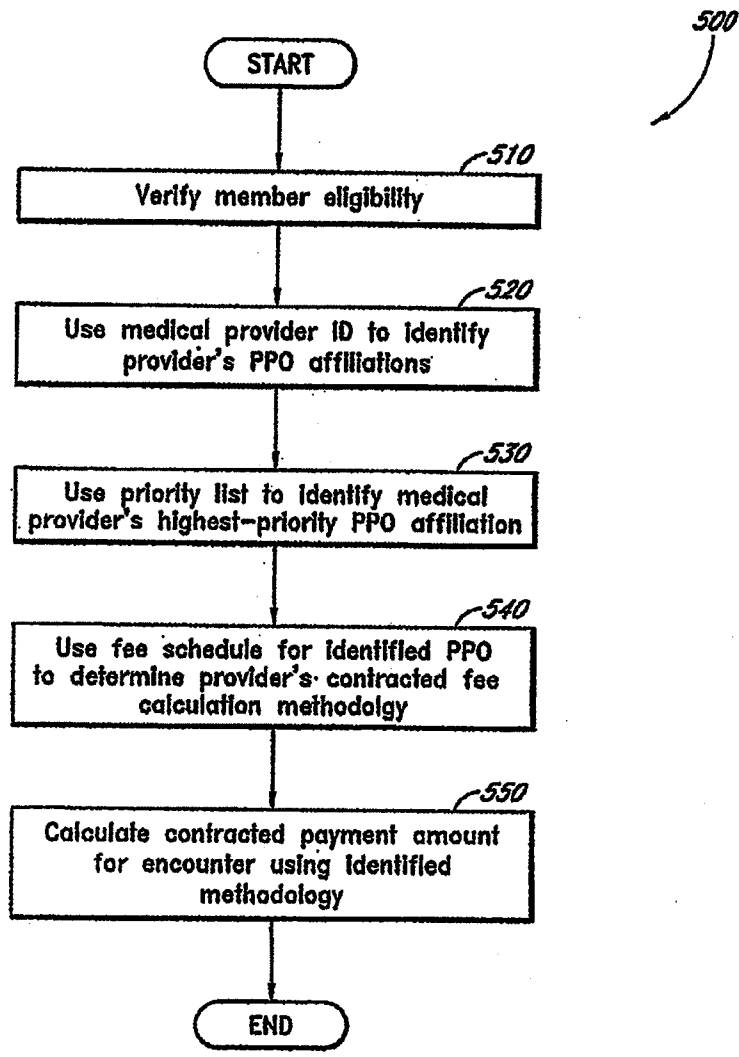 500
START
510
Verify member eligibility
520
Use medical provider ID to identify
provider's PPO affiliations
530
Use priority list to identify medical
provider's highest-priority PPO affiliation
540
Use fee schedule for identified PPO
to determine provider's contracted fee
calculation methodolgy
550
Calculate contracted payment amount
for encounter using identified
methodology
END